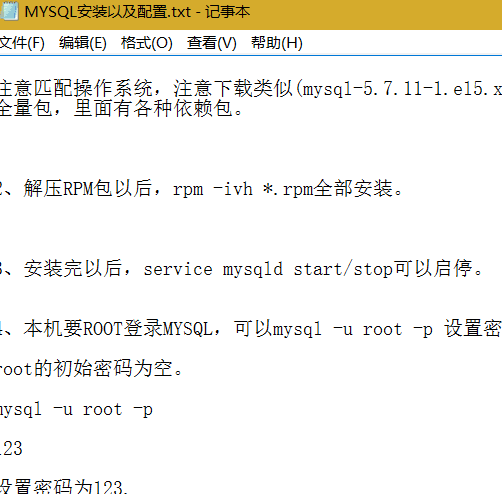 MYSQL安装以及配置.txt - 记事本
文件(F) 编辑(E) 格式(O) 查看(V) 帮助(H)
注意匹配操作系统，注意下载类似(mysql-5.7.11-1.el5.x
全量包，里面有各种依赖包。
2、解压RPM包以后，rpm -ivh *.rpm全部安装。
3、安装完以后，service mysqld start/stop可以启停。
4、本机要ROOT登录MYSQL，可以mysql -u root -p 设置密
root的初始密码为空。
mysql -u root -p
123
设置密码为123.